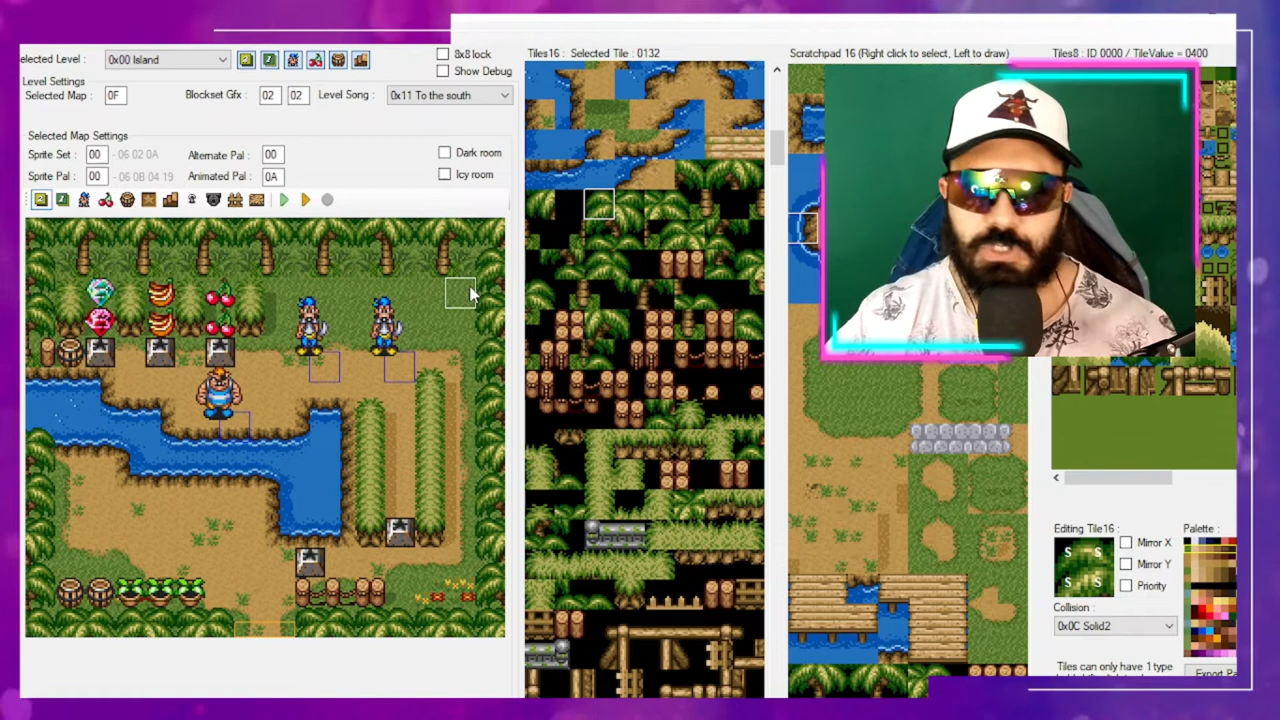 elected Level : 0x00 Island 8x8 lock
Show Debug
Level Settings
Selected Map : 0F Blockset Gfx : 02 02 Level Song : 0x11 To the south
Selected Map Settings
Sprite Set : 00 - 06 02 0A Alternate Pal : 00 Dark room
Sprite Pal : 00 - 06 0B 04 19 Animated Pal : 0A Icy room
Tiles16 : Selected Tile : 0132
Scratchpad 16 (Right click to select, Left to draw)
Tiles8 : ID 0000 / TileValue = 0400
Editing Tile16 : Palette :
Mirror X
Mirror Y
Priority
S S
S S
Collision :
0x0C Solid2
Tiles can only have 1 type
Export Pa